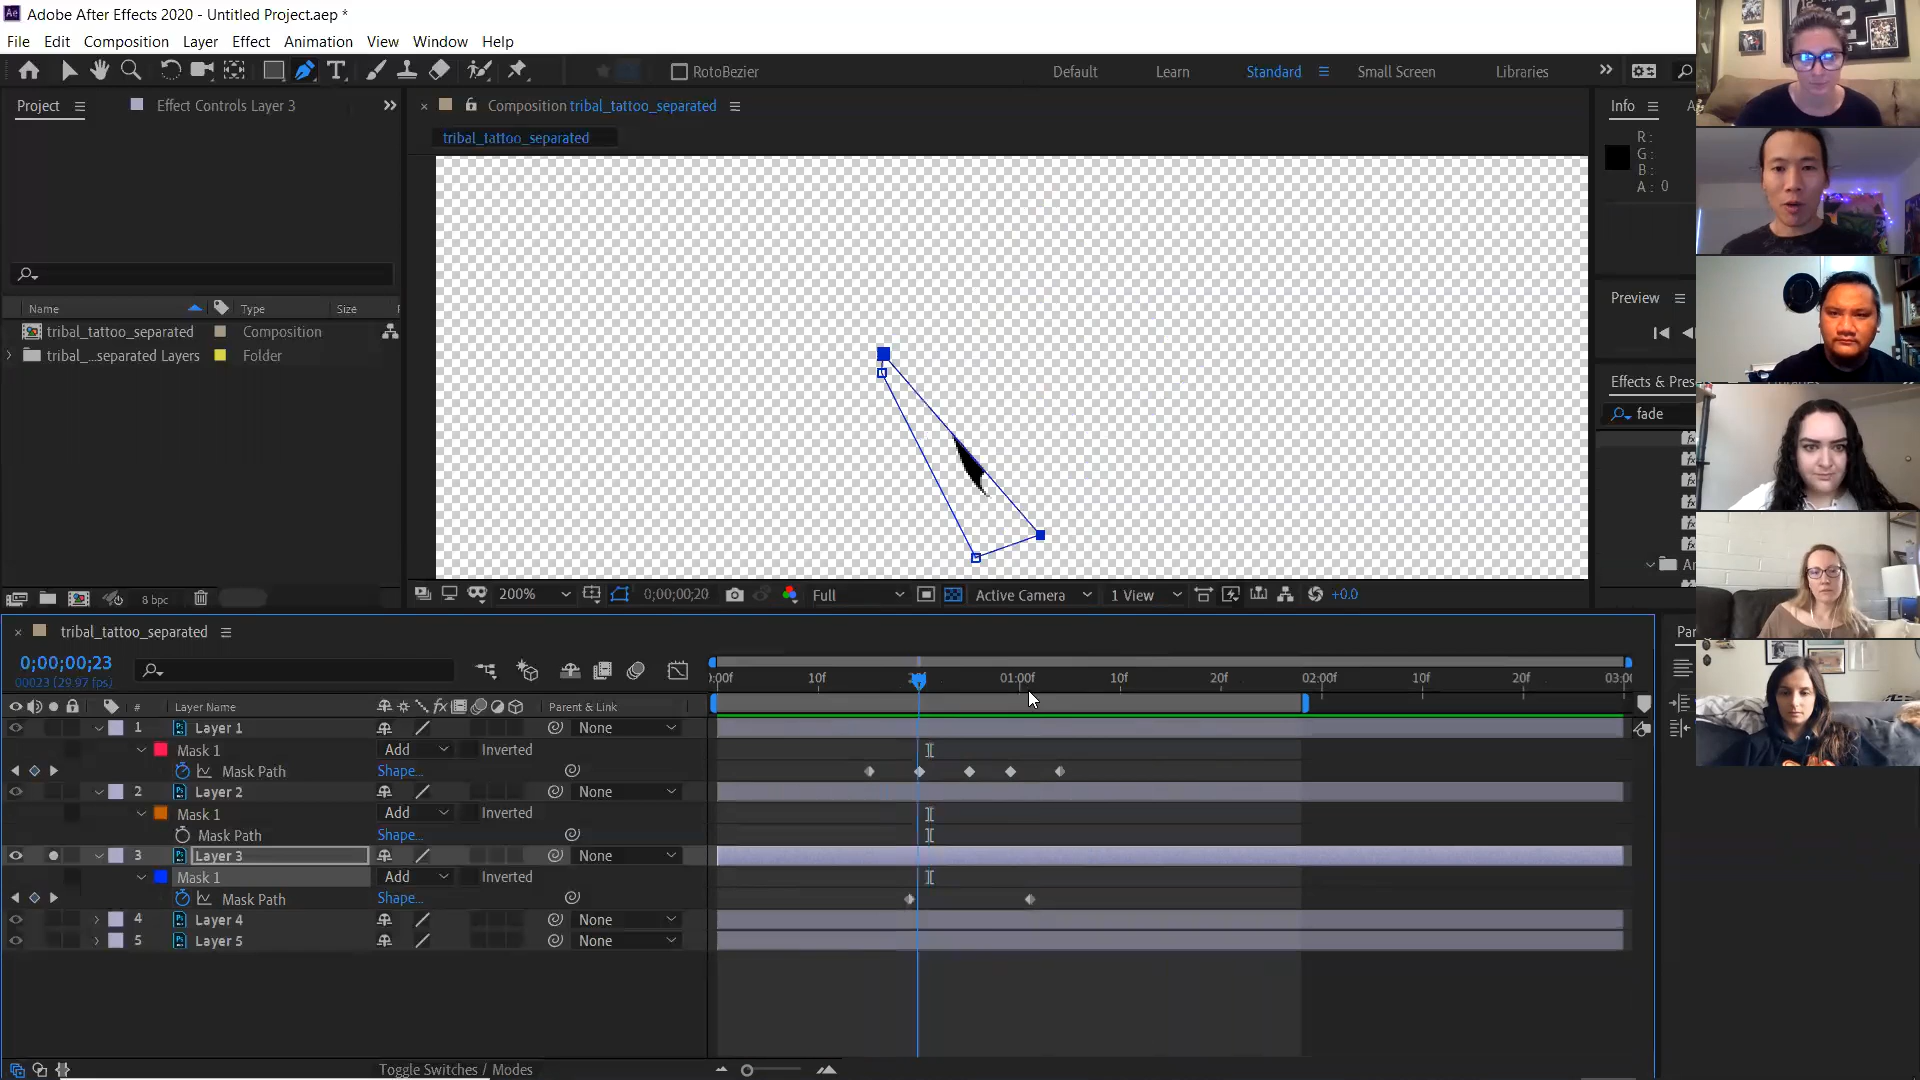 Adobe After Effects 2020 - Untitled Project.aep *
File Edit Composition Layer Effect Animation View Window Help
RotoBezier Default Learn Standard Small Screen Libraries
Project Effect Controls Layer 3 Composition tribal_tattoo_separated Info
tribal_tattoo_separated
R:
G:
B:
A: 0
Name Type Size
tribal_tattoo_separated Composition
tribal_...separated Layers Folder
Preview
Effects & Pres
fade
8 bpc 200% 0;00;00;20 Full Active Camera 1 View +0.0
tribal_tattoo_separated
0;00;00;23
00023 (29.97 fps)
10f 01:00f 10f 20f 02:00f 10f 20f 03:0
# Layer Name Parent & Link
1 Layer 1 None
Mask 1 Add Inverted
Mask Path Shape...
2 Layer 2 None
Mask 1 Add Inverted
Mask Path Shape...
3 Layer 3 None
Mask 1 Add Inverted
Mask Path Shape...
4 Layer 4 None
5 Layer 5 None
Toggle Switches / Modes